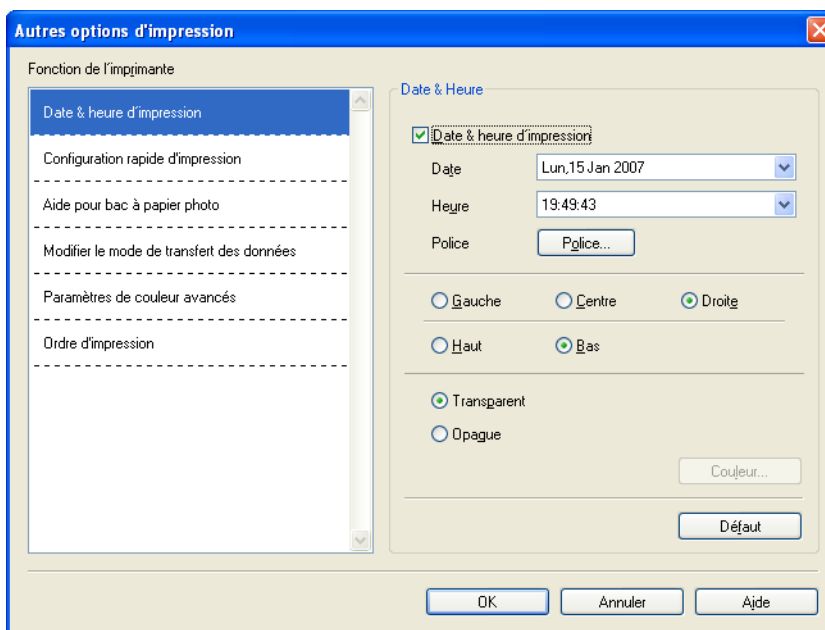 Autres options d'impression
Fonction de l'imprimante
Date & heure d'impression
Configuration rapide d'impression
Aide pour bac à papier photo
Modifier le mode de transfert des données
Paramètres de couleur avancés
Ordre d'impression
Date & Heure
Date & heure d'impression
Date Lun,15 Jan 2007
Heure 19:49:43
Police Police...
Gauche Centre Droite
Haut Bas
Transparent
Opaque
Couleur...
Défaut
OK Annuler Aide